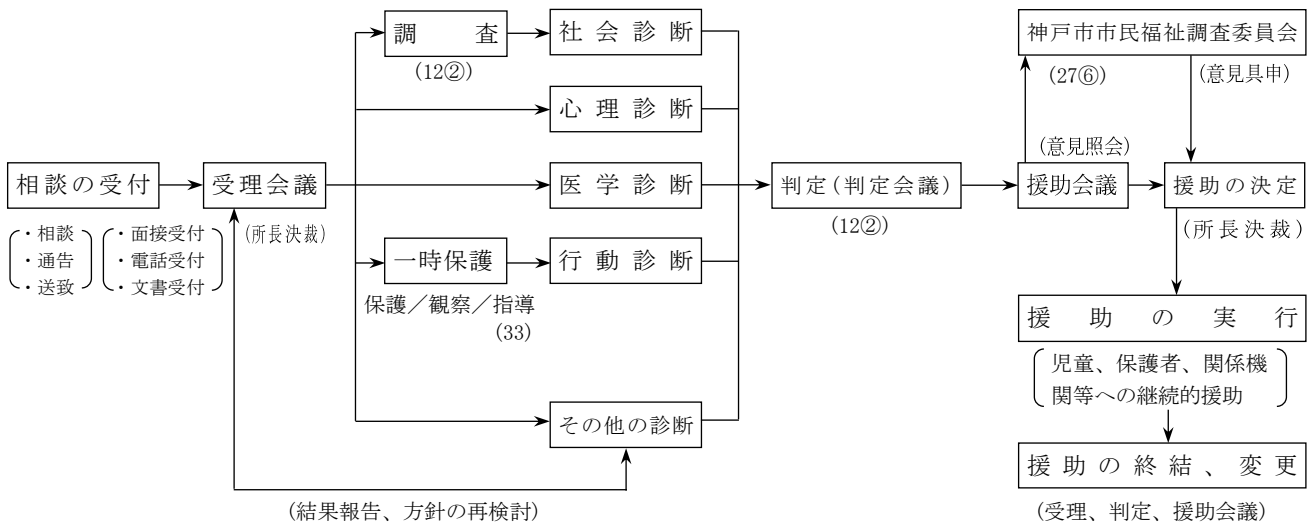 相談の受付
・相談
・通告
・送致
・面接受付
・電話受付
・文書受付
受理会議
(所長決裁)
調査
(12②)
社会診断
心理診断
医学診断
一時保護
保護／観察／指導
(33)
行動診断
その他の診断
(結果報告、方針の再検討)
判定(判定会議)
(12②)
神戸市市民福祉調査委員会
(27⑥)
(意見具申)
(意見照会)
援助会議
援助の決定
(所長決裁)
援助の実行
児童、保護者、関係機
関等への継続的援助
援助の終結、変更
(受理、判定、援助会議)